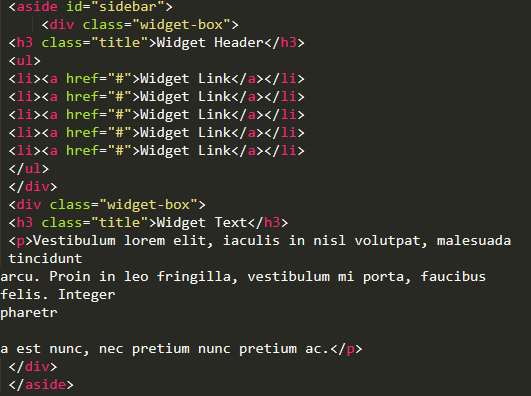 <aside id="sidebar">
<div class="widget-box">
<h3 class="title">Widget Header</h3>
<ul>
<li><a href="#">Widget Link</a></li>
<li><a href="#">Widget Link</a></li>
<li><a href="#">Widget Link</a></li>
<li><a href="#">Widget Link</a></li>
<li><a href="#">Widget Link</a></li>
</ul>
</div>
<div class="widget-box">
<h3 class="title">Widget Text</h3>
<p>Vestibulum lorem elit, iaculis in nisl volutpat, malesuada
tincidunt
arcu. Proin in leo fringilla, vestibulum mi porta, faucibus
felis. Integer
pharetr
a est nunc, nec pretium nunc pretium ac.</p>
</div>
</aside>